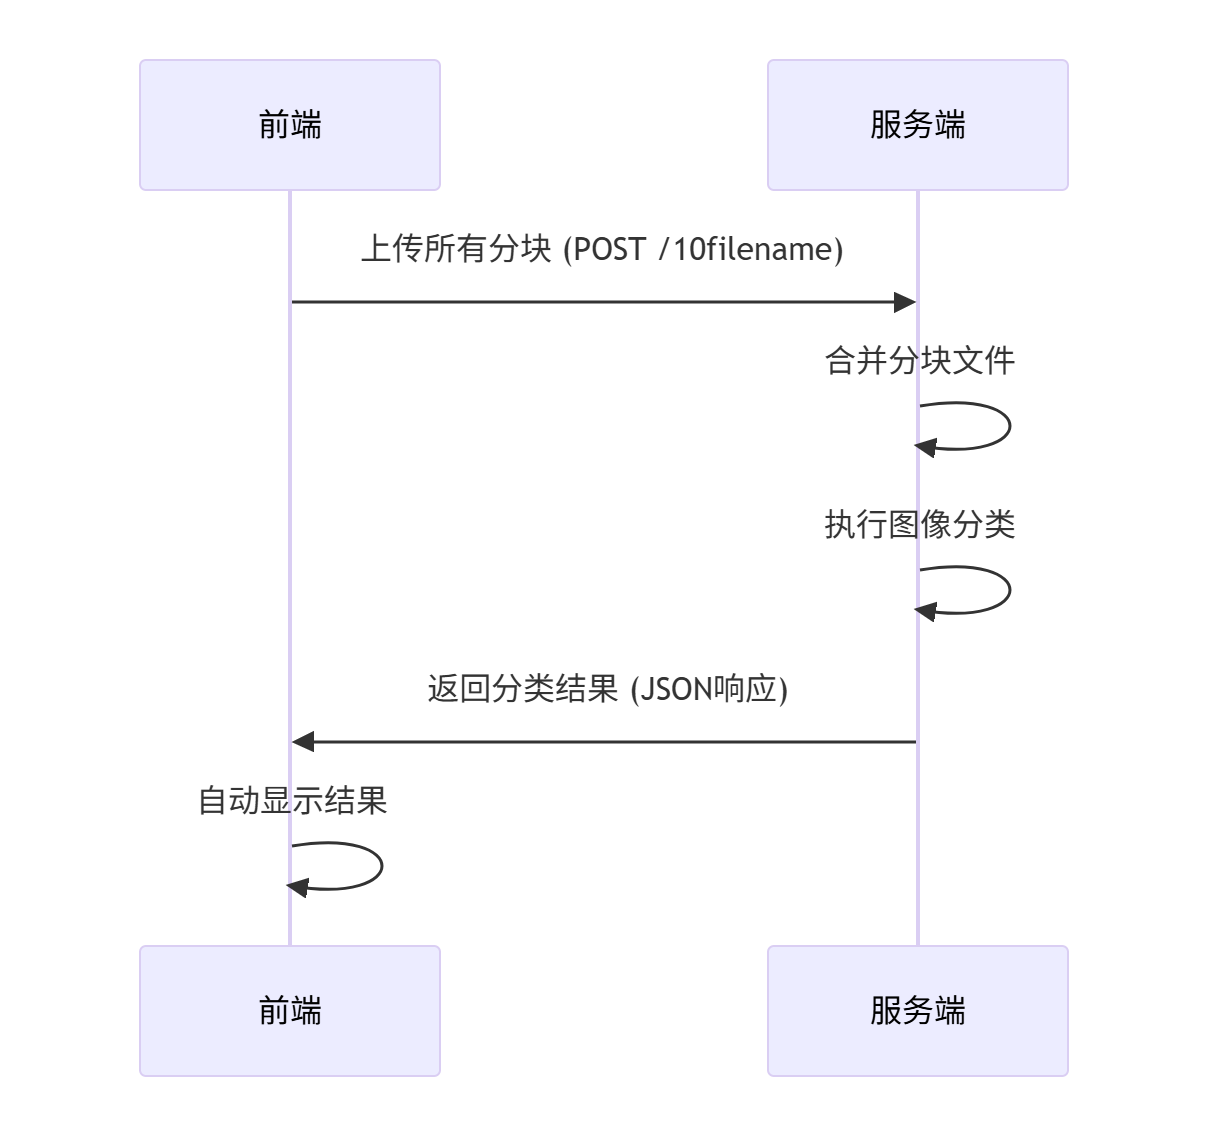 前端
服务端
上传所有分块 (POST /10filename)
合并分块文件
执行图像分类
返回分类结果 (JSON响应)
自动显示结果
前端
服务端